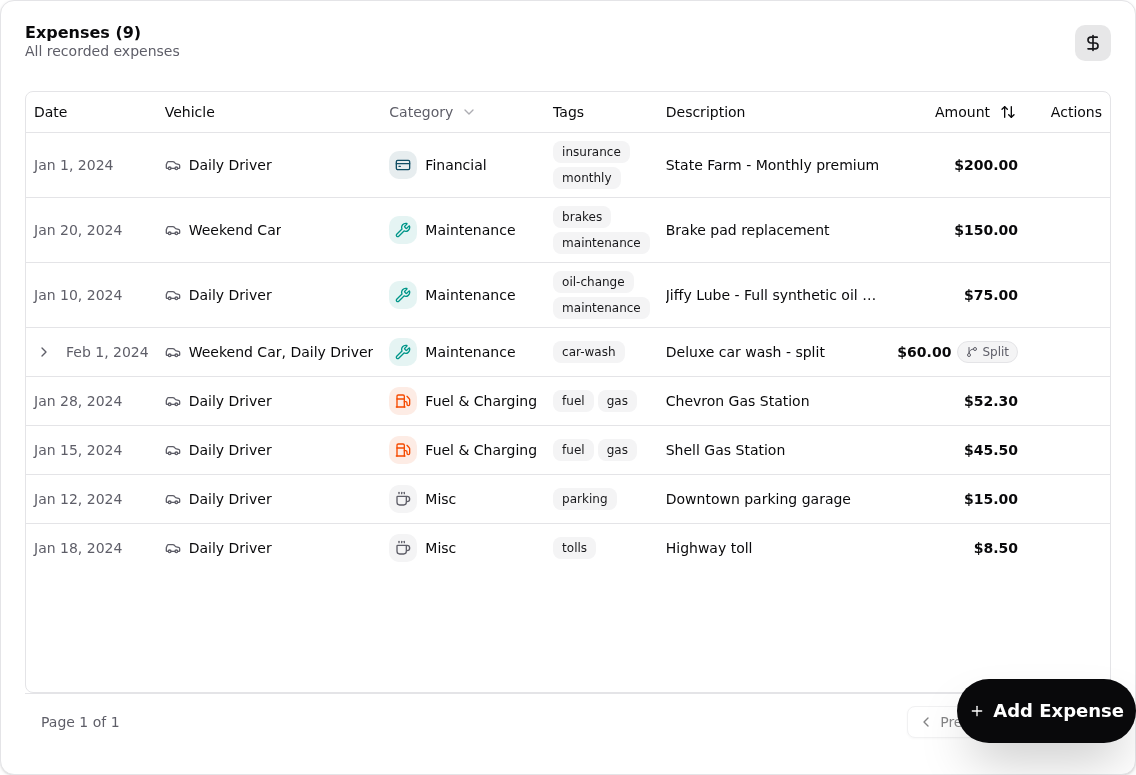 Expenses (9)
All recorded expenses
Date Vehicle Category Tags Description Amount Actions
Jan 1, 2024 Daily Driver Financial insurance monthly State Farm - Monthly premium $200.00
Jan 20, 2024 Weekend Car Maintenance brakes maintenance Brake pad replacement $150.00
Jan 10, 2024 Daily Driver Maintenance oil-change maintenance Jiffy Lube - Full synthetic oil ... $75.00
Feb 1, 2024 Weekend Car, Daily Driver Maintenance car-wash Deluxe car wash - split $60.00 Split
Jan 28, 2024 Daily Driver Fuel & Charging fuel gas Chevron Gas Station $52.30
Jan 15, 2024 Daily Driver Fuel & Charging fuel gas Shell Gas Station $45.50
Jan 12, 2024 Daily Driver Misc parking Downtown parking garage $15.00
Jan 18, 2024 Daily Driver Misc tolls Highway toll $8.50
Page 1 of 1
+ Add Expense